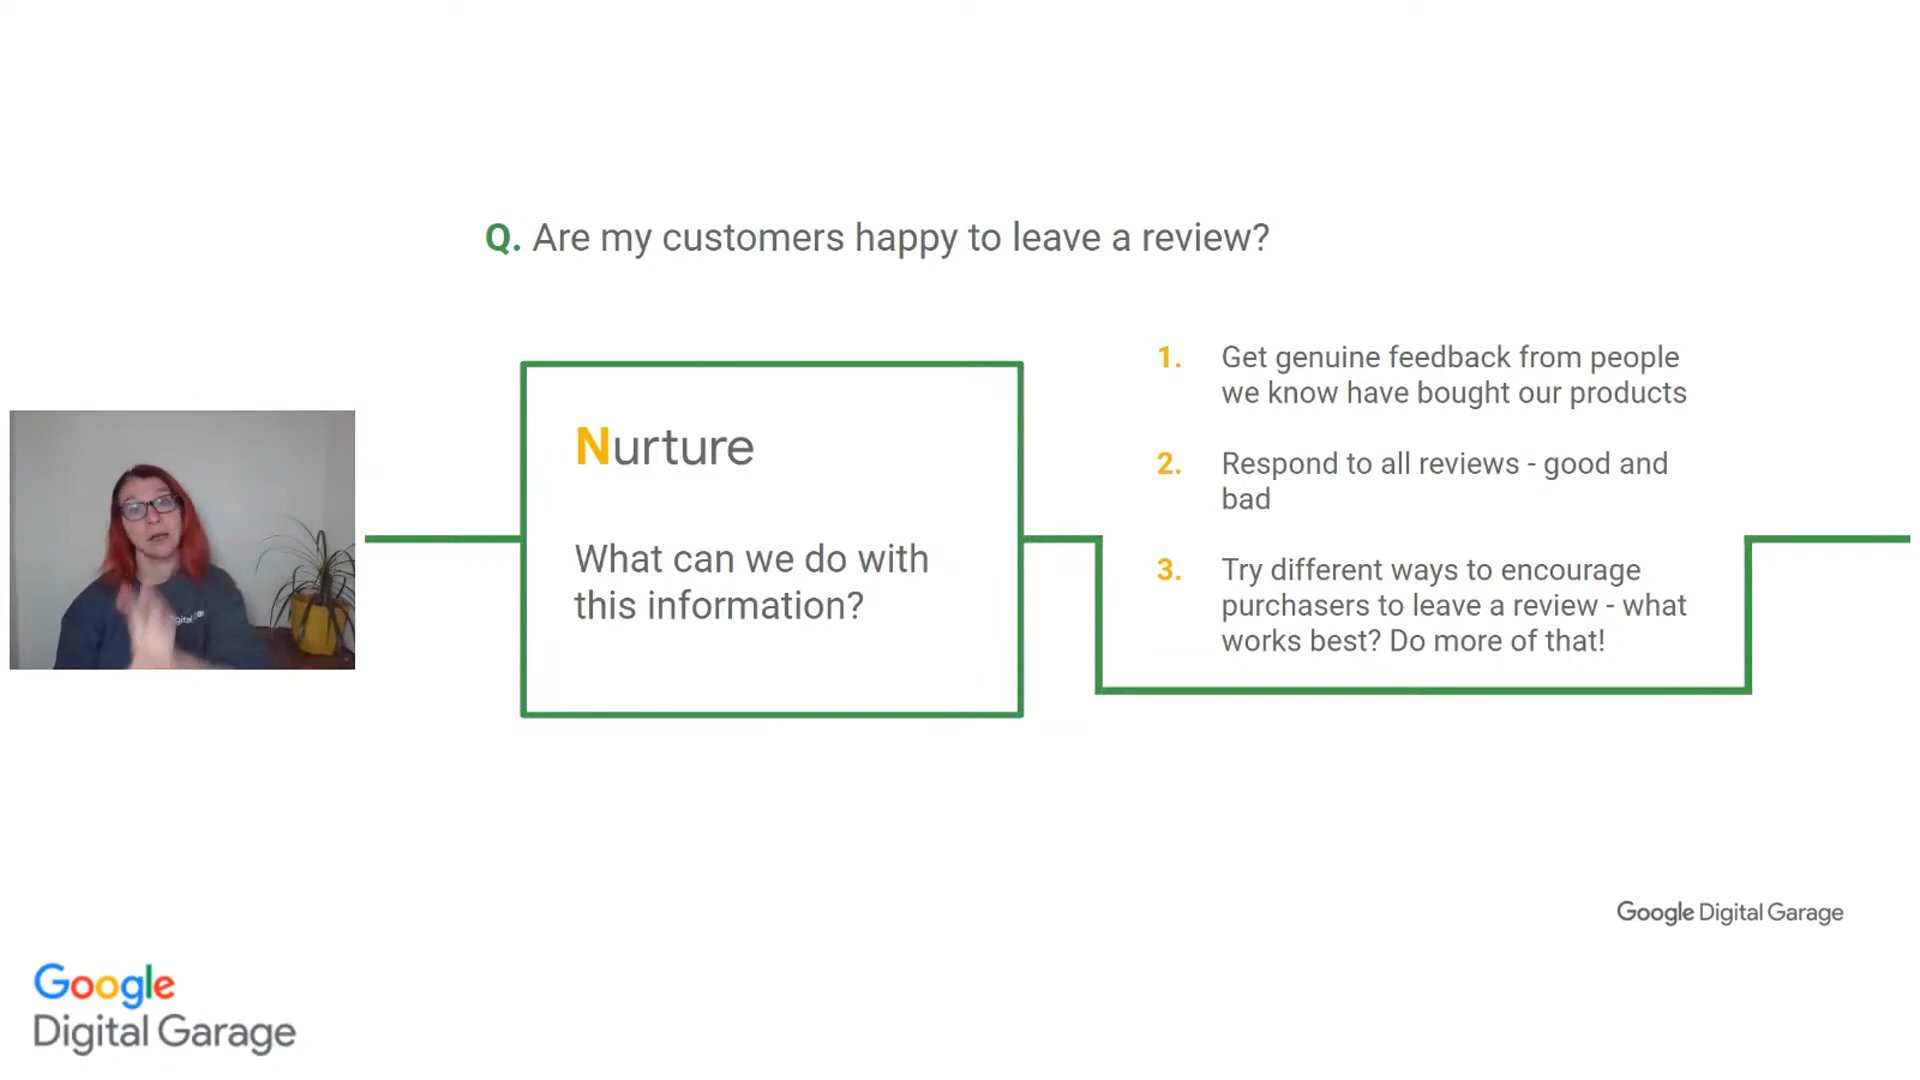 Q. Are my customers happy to leave a review?
Nurture
What can we do with
this information?
1. Get genuine feedback from people
we know have bought our products
2. Respond to all reviews - good and
bad
3. Try different ways to encourage
purchasers to leave a review - what
works best? Do more of that!
Google Digital Garage
Google
Digital Garage